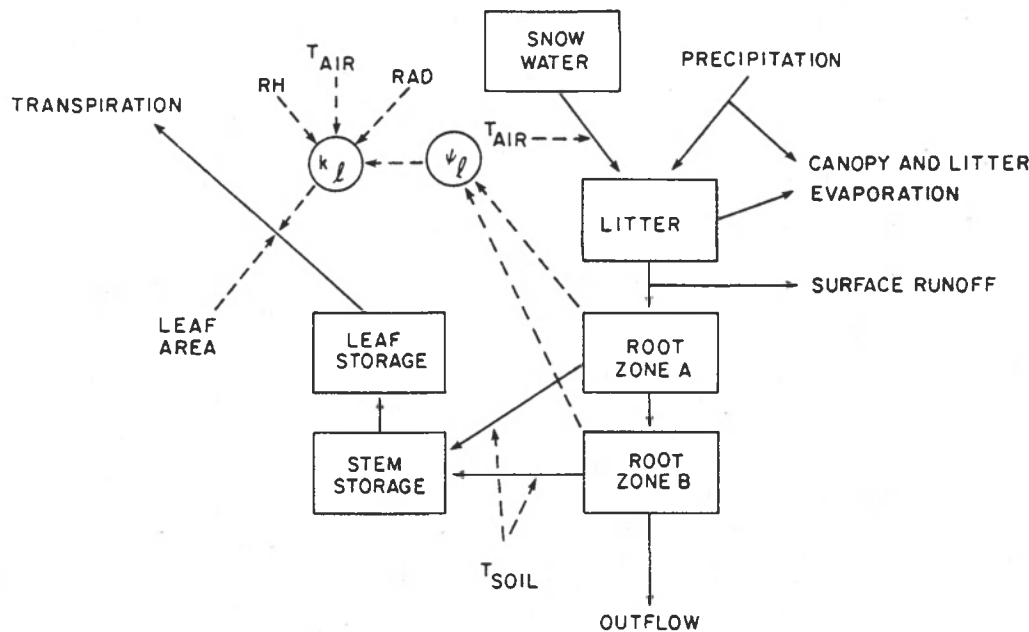 SNOW
WATER
PRECIPITATION
T AIR
RH
RAD
TRANSPIRATION
T AIR
k ℓ
ψ ℓ
CANOPY AND LITTER
EVAPORATION
LITTER
SURFACE RUNOFF
LEAF
AREA
LEAF
STORAGE
ROOT
ZONE A
STEM
STORAGE
ROOT
ZONE B
T SOIL
OUTFLOW